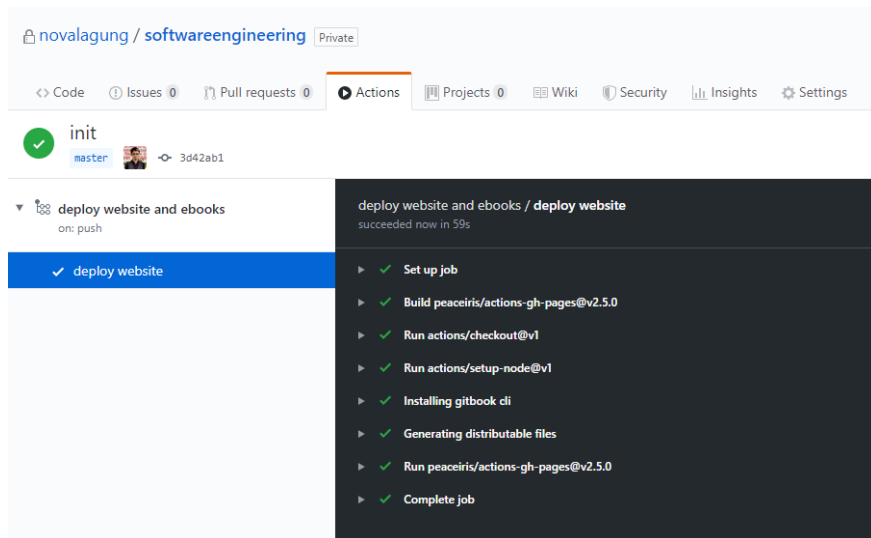 novalagung / softwareengineering Private
Code Issues 0 Pull requests 0 Actions Projects 0 Wiki Security Insights Settings
init
master 3d42ab1
deploy website and ebooks
on: push
deploy website
deploy website and ebooks / deploy website
succeeded now in 59s
Set up job
Build peaceiris/actions-gh-pages@v2.5.0
Run actions/checkout@v1
Run actions/setup-node@v1
Installing gitbook cli
Generating distributable files
Run peaceiris/actions-gh-pages@v2.5.0
Complete job